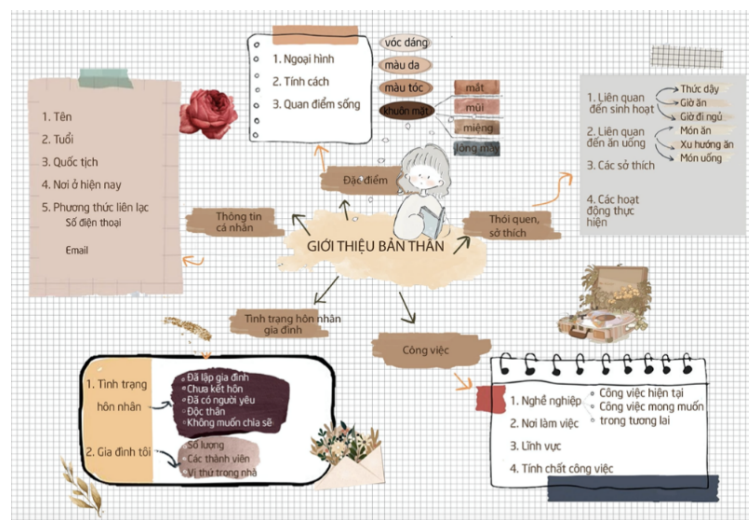 GIỚI THIỆU BẢN THÂN
Thông tin
cá nhân
1. Tên
2. Tuổi
3. Quốc tịch
4. Nơi ở hiện nay
5. Phương thức liên lạc
Số điện thoại
Email
Đặc điểm
1. Ngoại hình
2. Tính cách
3. Quan điểm sống
vóc dáng
màu da
màu tóc
khuôn mặt
mắt
mũi
miệng
lông mày
Thói quen,
sở thích
1. Liên quan
đến sinh hoạt
Thức dậy
Giờ ăn
Giờ đi ngủ
2. Liên quan
đến ăn uống
Món ăn
Xu hướng ăn
Món uống
3. Các sở thích
4. Các hoạt
động thực
hiện
Tình trạng hôn nhân
gia đình
1. Tình trạng
hôn nhân
Đã lập gia đình
Chưa kết hôn
Đã có người yêu
Độc thân
Không muốn chia sẽ
2. Gia đình tôi
Số lượng
Các thành viên
Vị thứ trong nhà
Công việc
1. Nghề nghiệp
Công việc hiện tại
Công việc mong muốn
trong tương lai
2. Nơi làm việc
3. Lĩnh vực
4. Tính chất công việc